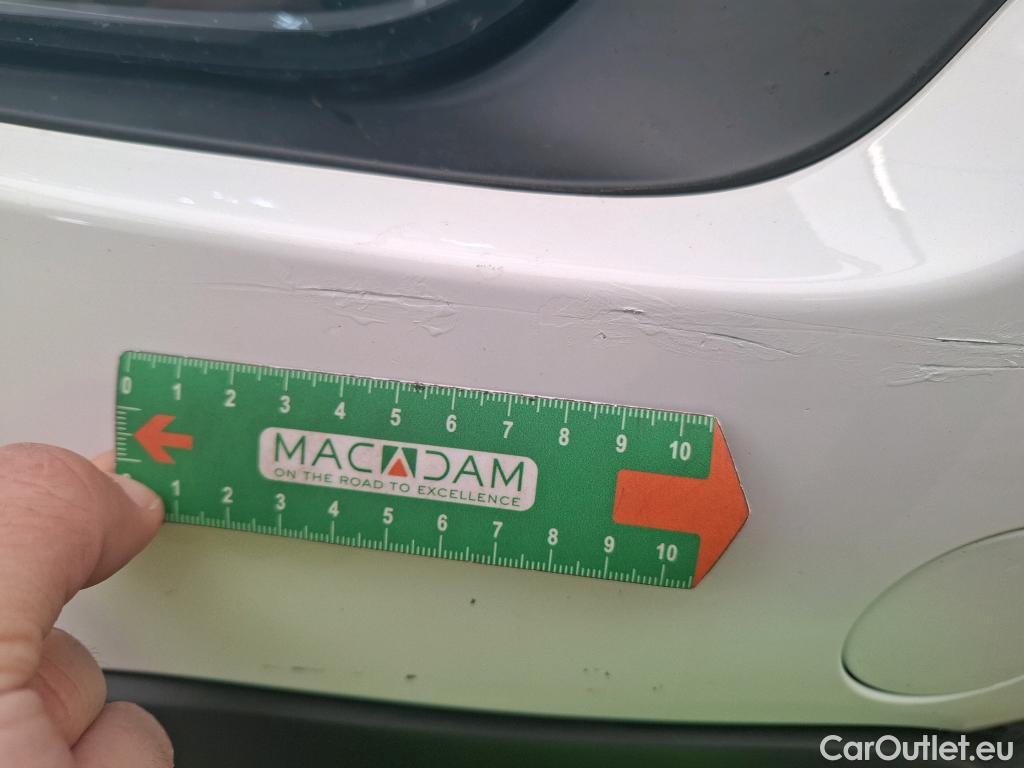 0 1 2 3 4 5 6 7 8 9 10
MACADAM
ON THE ROAD TO EXCELLENCE
1 2 3 4 5 6 7 8 9 10
CarOutlet.eu